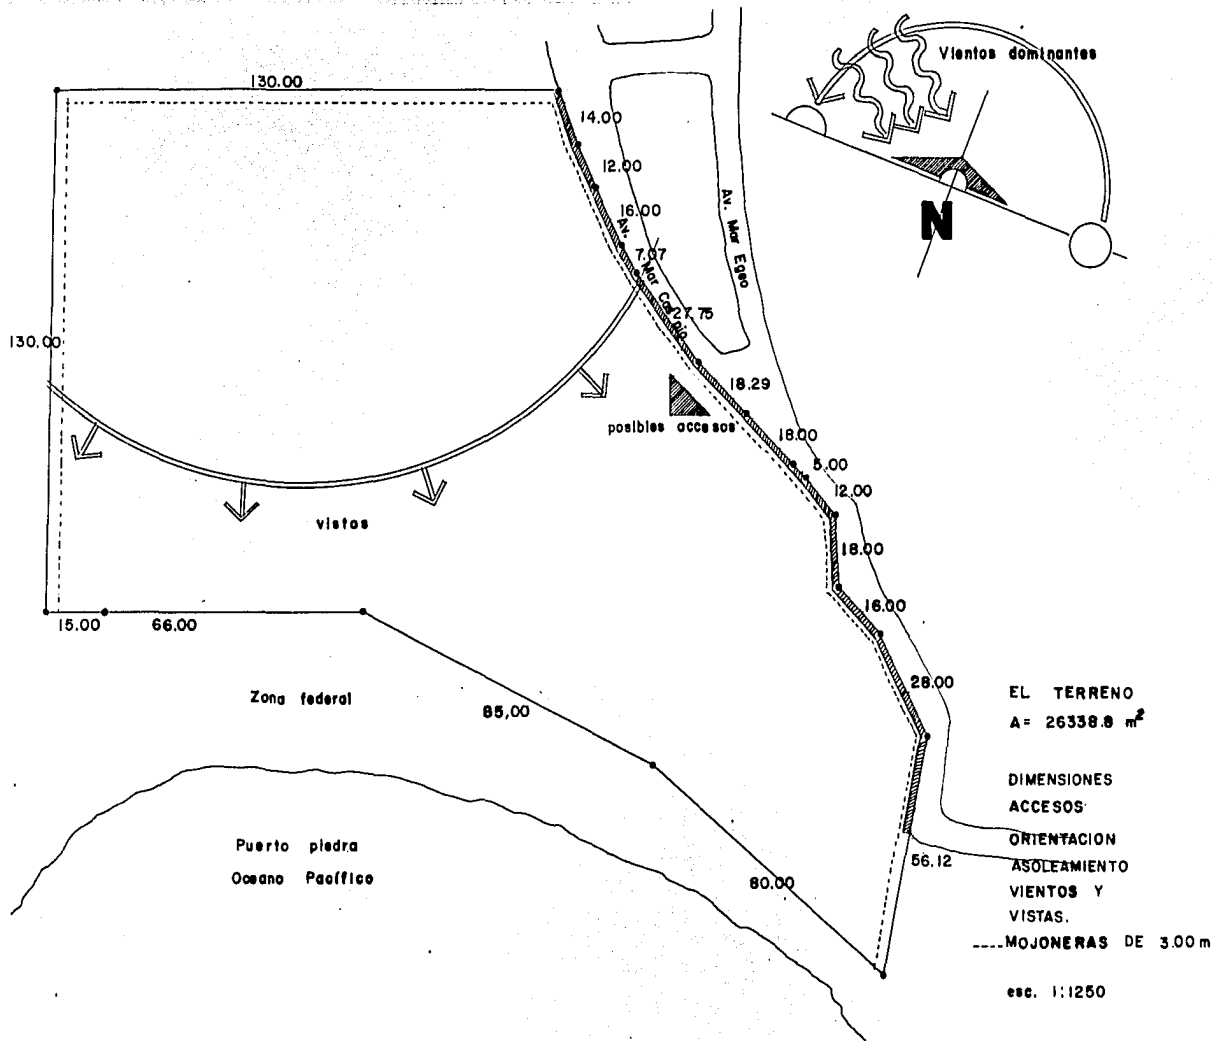 130.00
Vientos dominantes
14.00
12.00
16.00
Av. Mar Caspio
7.07
Av. Mar Egeo
N
27.75
130.00
18.29
posibles accesos
18.00
5.00
12.00
vistas
18.00
16.00
15.00
66.00
28.00
EL TERRENO
A= 26338.8 m²
Zona federal
85,00
DIMENSIONES
ACCESOS
ORIENTACION
ASOLEAMIENTO
VIENTOS Y
VISTAS.
56.12
Puerto piedra
Oceano Pacífico
80.00
----MOJONERAS DE 3.00 m
esc. 1:1250